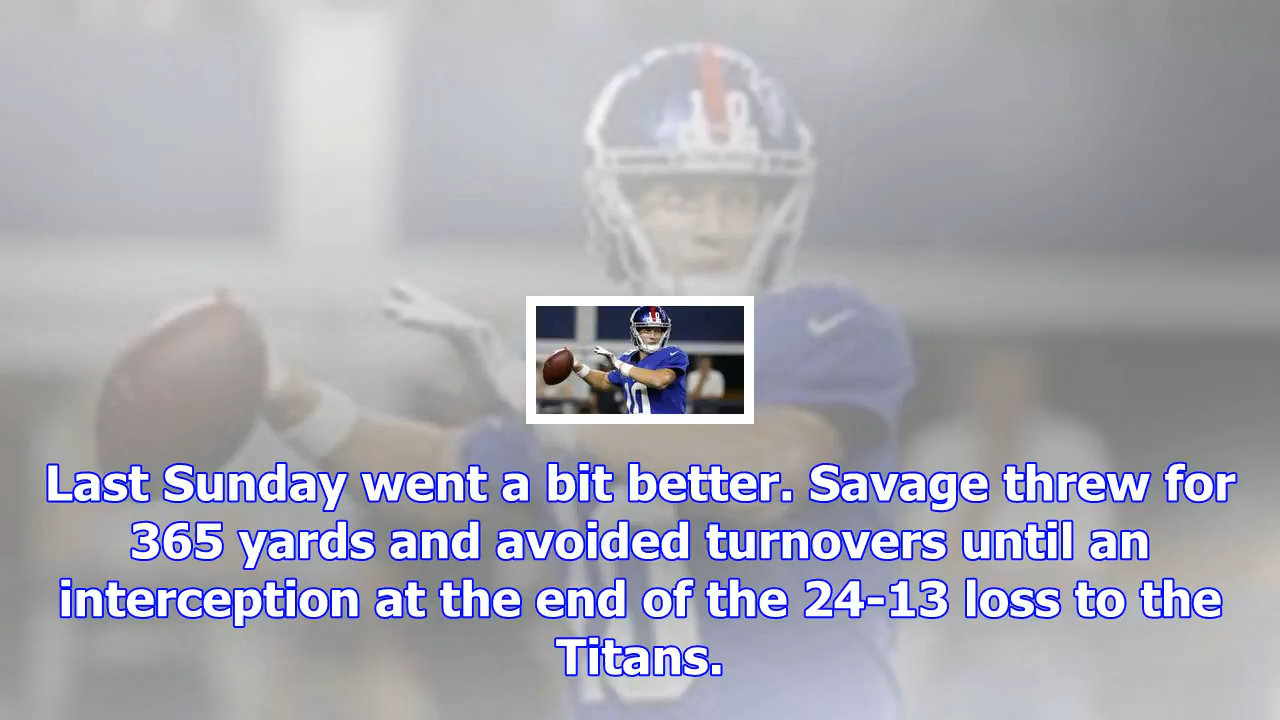 Last Sunday went a bit better. Savage threw for
365 yards and avoided turnovers until an
interception at the end of the 24-13 loss to the
Titans.
10